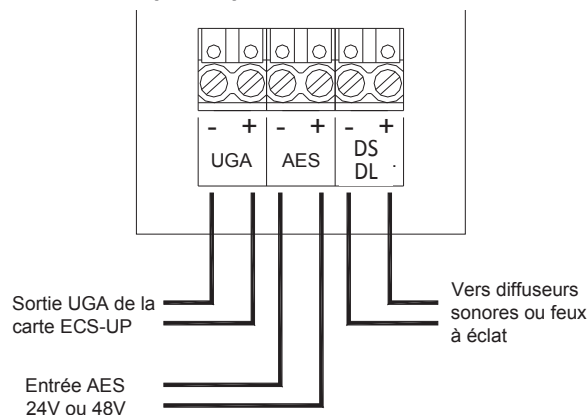 - + - + - +
UGA AES DS
DL
Sortie UGA de la
carte ECS-UP
Vers diffuseurs
sonores ou feux
à éclat
Entrée AES
24V ou 48V